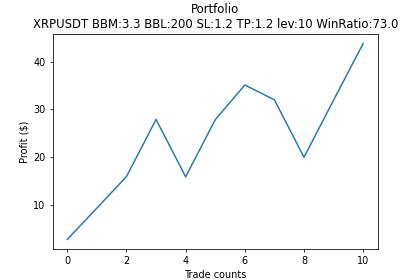 Portfolio
XRPUSDT BBM:3.3 BBL:200 SL:1.2 TP:1.2 lev:10 WinRatio:73.0
40
30
20
10
Profit ($)
0 2 4 6 8 10
Trade counts